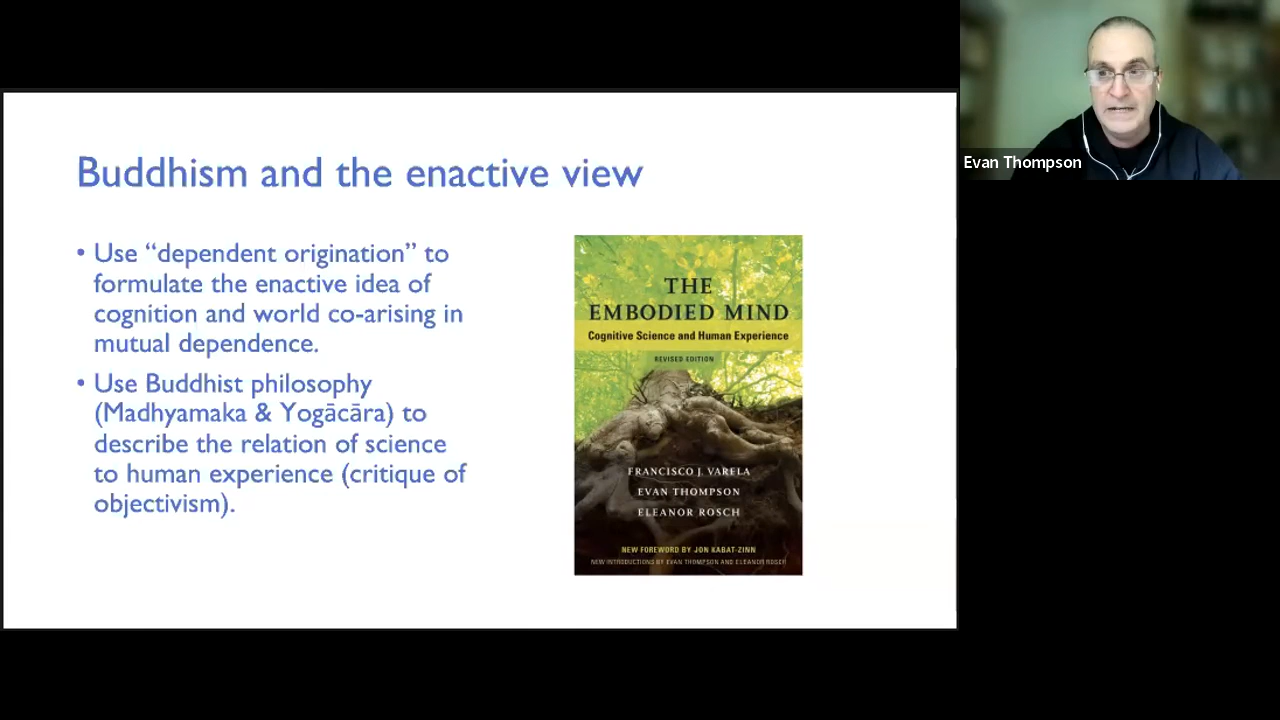 Buddhism and the enactive view
• Use “dependent origination” to
formulate the enactive idea of
cognition and world co-arising in
mutual dependence.
• Use Buddhist philosophy
(Madhyamaka & Yogācāra) to
describe the relation of science
to human experience (critique of
objectivism).
THE
EMBODIED MIND
Cognitive Science and Human Experience
REVISED EDITION
FRANCISCO J. VARELA
EVAN THOMPSON
ELEANOR ROSCH
NEW FOREWORD BY JON KABAT-ZINN
NEW INTRODUCTIONS BY EVAN THOMPSON AND ELEANOR ROSCH
Evan Thompson